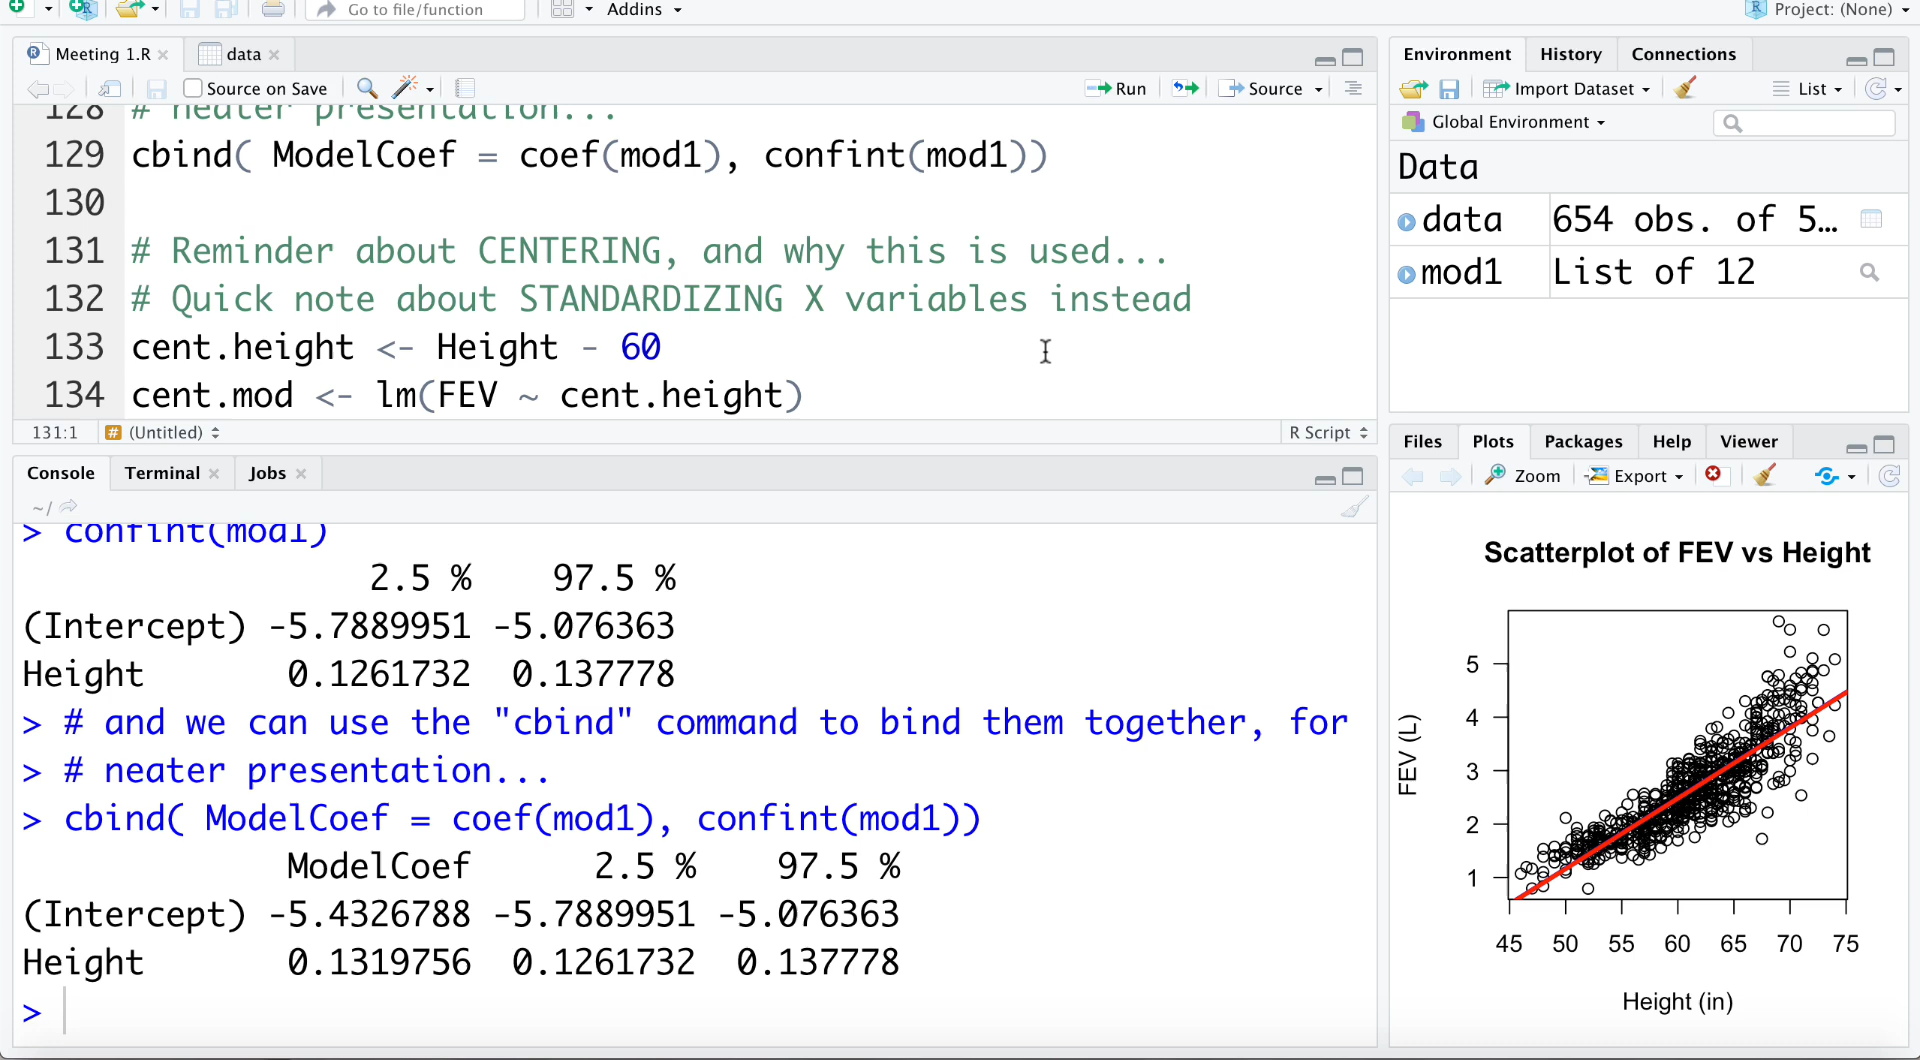 Go to file/function
Addins
Project: (None)
Meeting 1.R
data
Source on Save
Run
Source
128 # neater presentation...
129 cbind( ModelCoef = coef(mod1), confint(mod1))
130
131 # Reminder about CENTERING, and why this is used...
132 # Quick note about STANDARDIZING X variables instead
133 cent.height <- Height - 60
134 cent.mod <- lm(FEV ~ cent.height)
131:1 # (Untitled)
R Script
Console
Terminal
Jobs
~/
> confint(mod1)
2.5 % 97.5 %
(Intercept) -5.7889951 -5.076363
Height 0.1261732 0.137778
> # and we can use the "cbind" command to bind them together, for
> # neater presentation...
> cbind( ModelCoef = coef(mod1), confint(mod1))
ModelCoef 2.5 % 97.5 %
(Intercept) -5.4326788 -5.7889951 -5.076363
Height 0.1319756 0.1261732 0.137778
>
Environment
History
Connections
Import Dataset
List
Global Environment
Data
data 654 obs. of 5…
mod1 List of 12
Files
Plots
Packages
Help
Viewer
Zoom
Export
Scatterplot of FEV vs Height
FEV (L)
5
4
3
2
1
45 50 55 60 65 70 75
Height (in)